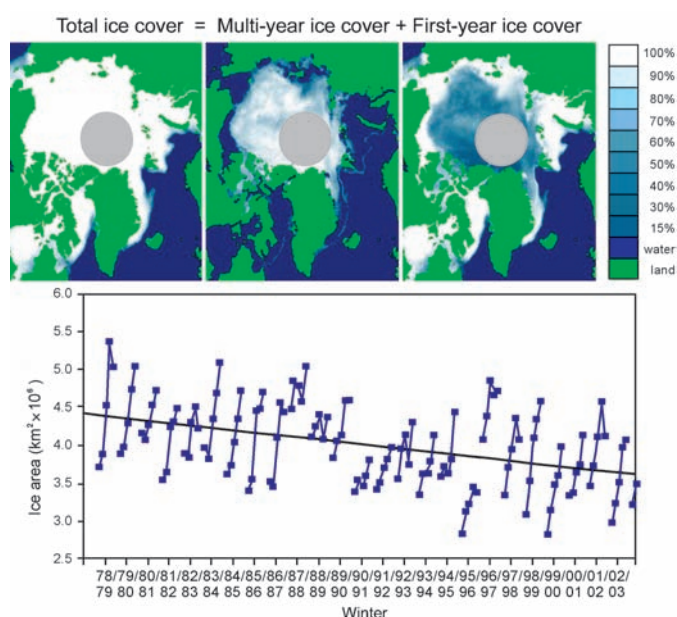 Total ice cover = Multi-year ice cover + First-year ice cover
100%
90%
80%
70%
60%
50%
40%
30%
15%
water
land
6.0
5.5
5.0
4.5
4.0
3.5
3.0
2.5
Ice area (km² × 10⁶)
78/ 79/ 80/ 81/ 82/ 83/ 84/ 85/ 86/ 87/ 88/ 89/ 90/ 91/ 92/ 93/ 94/ 95/ 96/ 97/ 98/ 99/ 00/ 01/ 02/
79 80 81 82 83 84 85 86 87 88 89 90 91 92 93 94 95 96 97 98 99 00 01 02 03
Winter